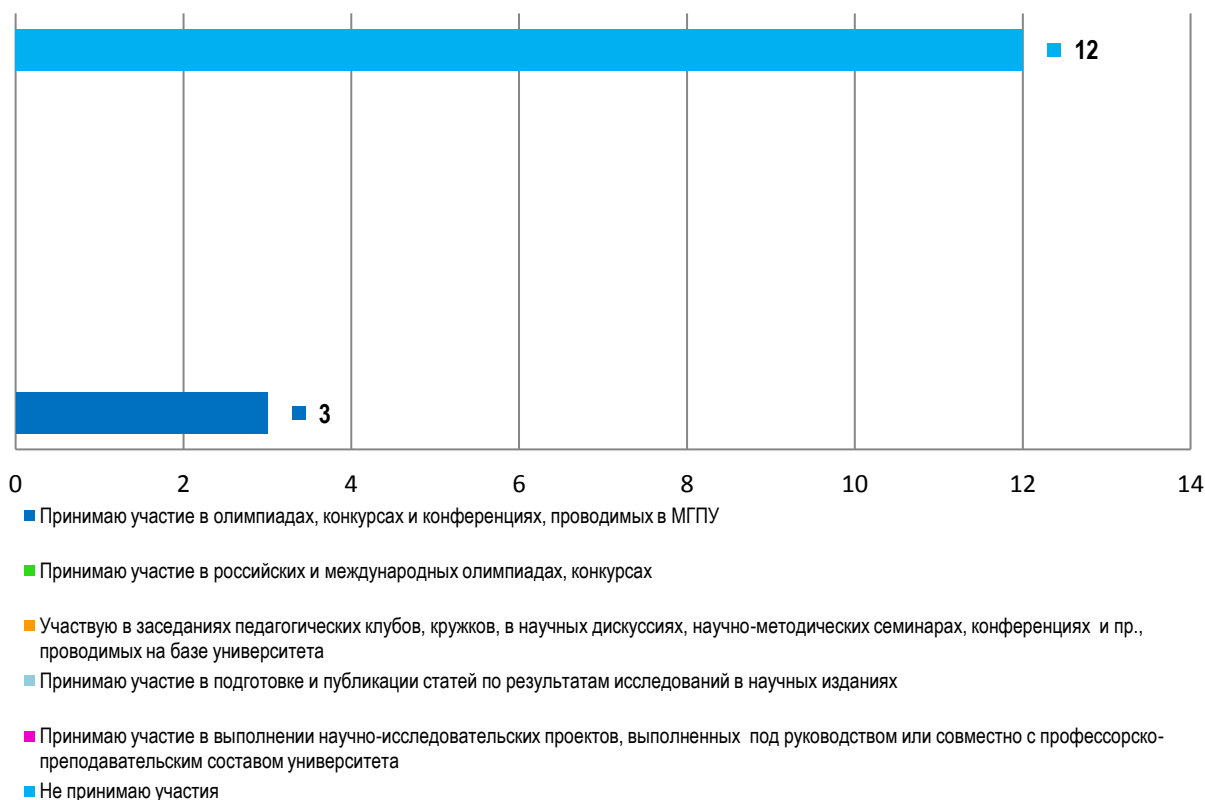 12
3
0 2 4 6 8 10 12 14
Принимаю участие в олимпиадах, конкурсах и конференциях, проводимых в МГПУ
Принимаю участие в российских и международных олимпиадах, конкурсах
Участвую в заседаниях педагогических клубов, кружков, в научных дискуссиях, научно-методических семинарах, конференциях и пр.,
проводимых на базе университета
Принимаю участие в подготовке и публикации статей по результатам исследований в научных изданиях
Принимаю участие в выполнении научно-исследовательских проектов, выполненных под руководством или совместно с профессорско-
преподавательским составом университета
Не принимаю участия